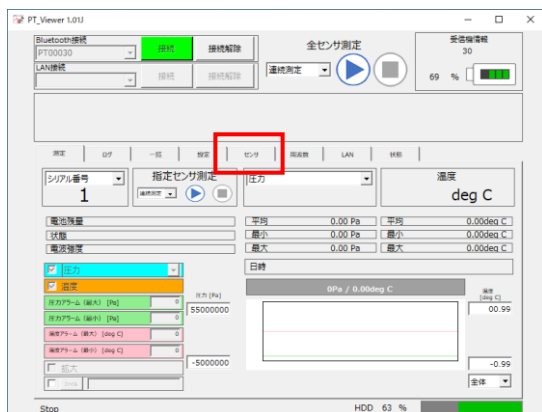 PT_Viewer 1.01J
Bluetooth接続
PT00030
接続
接続解除
LAN接続
接続
接続解除
全センサ測定
連続測定
受信機情報
30
69 %
測定 ログ 一覧 設定 センサ 周波数 LAN 状態
シリアル番号
1
指定センサ測定
連続測定
圧力
温度
deg C
電池残量
状態
電波強度
平均 0.00 Pa
最小 0.00 Pa
最大 0.00 Pa
平均 0.00deg C
最小 0.00deg C
最大 0.00deg C
日時
圧力
温度
圧力アラーム (最大) [Pa] 0
圧力アラーム (最小) [Pa] 0
温度アラーム (最大) [deg C] 0
温度アラーム (最小) [deg C] 0
拡大
圧力 [Pa]
55000000
-5000000
0Pa / 0.00deg C
温度
[deg C]
00.99
-0.99
全体
Stop
HDD 63 %